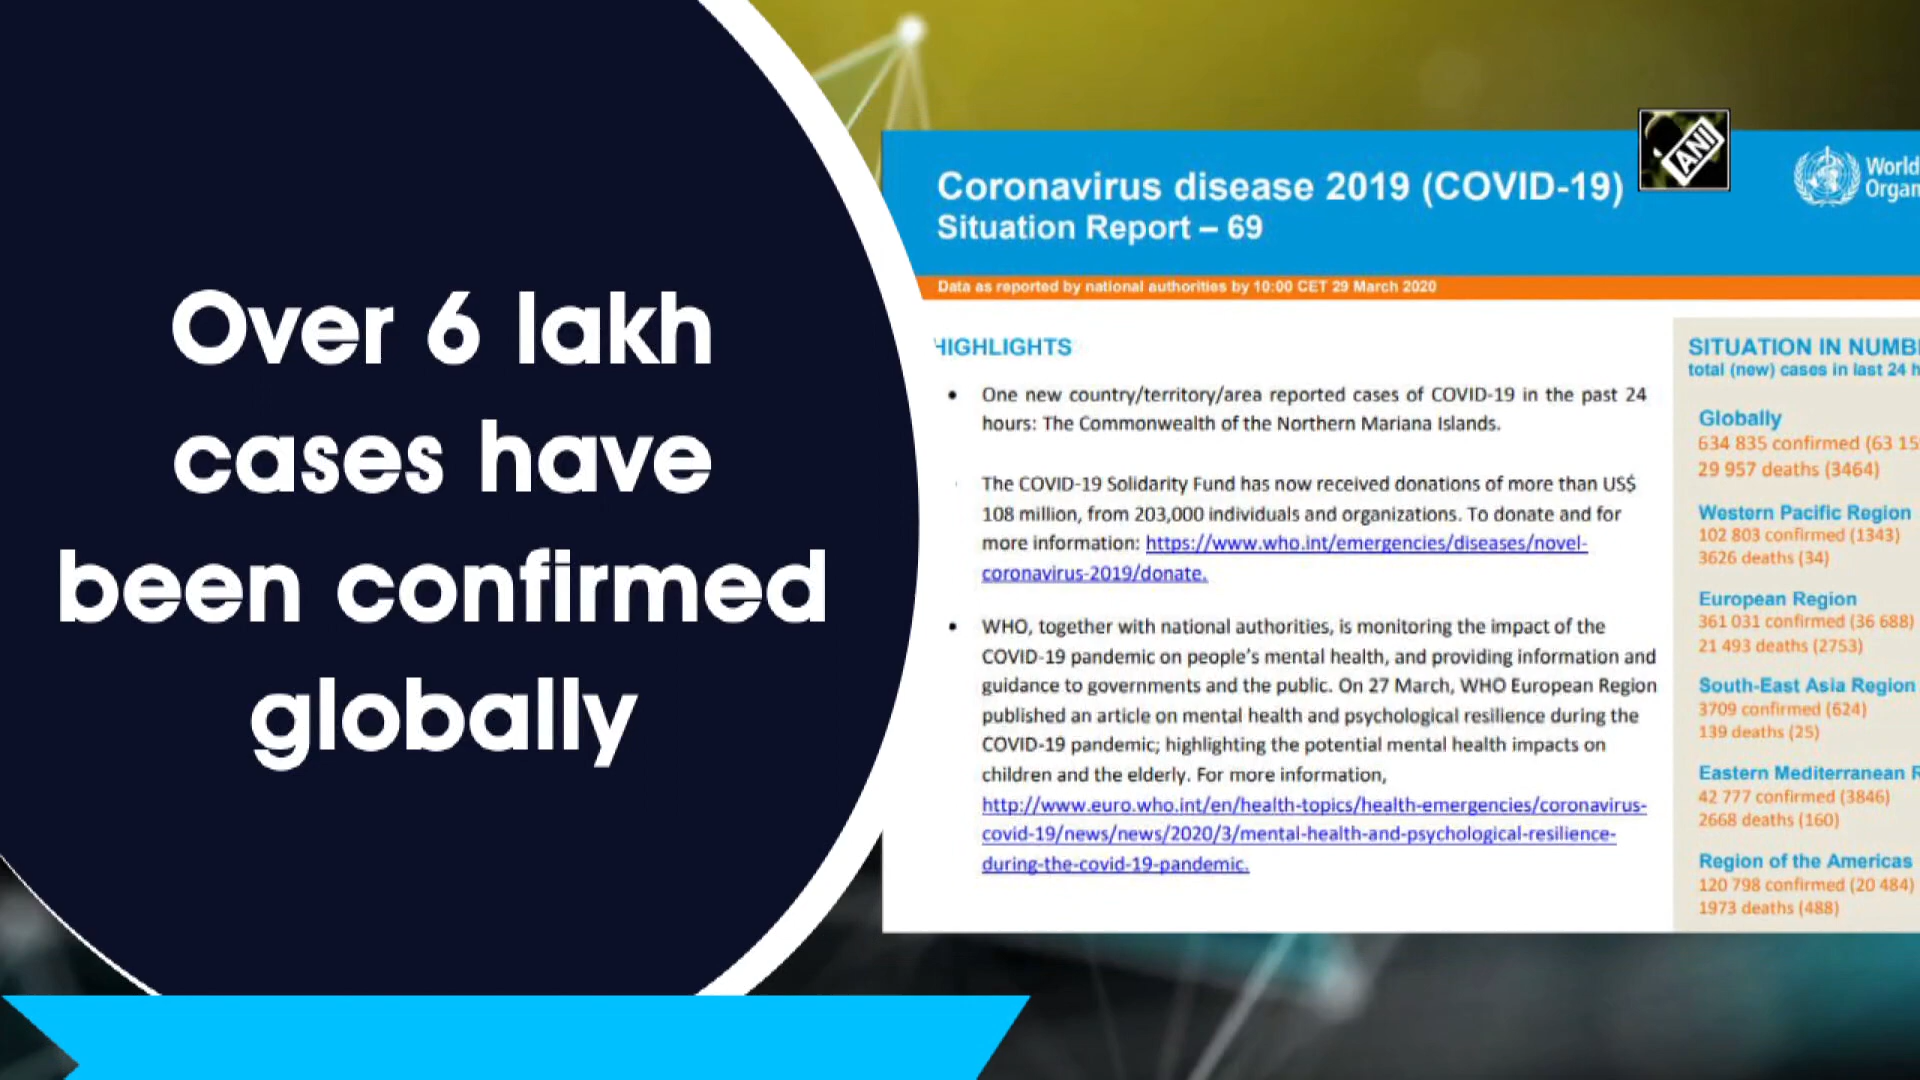 Over 6 lakh
cases have
been confirmed
globally
ANI
Coronavirus disease 2019 (COVID-19)
Situation Report – 69
World
Organ
Data as reported by national authorities by 10:00 CET 29 March 2020
HIGHLIGHTS
• One new country/territory/area reported cases of COVID-19 in the past 24
hours: The Commonwealth of the Northern Mariana Islands.
The COVID-19 Solidarity Fund has now received donations of more than US$
108 million, from 203,000 individuals and organizations. To donate and for
more information: https://www.who.int/emergencies/diseases/novel-
coronavirus-2019/donate.
• WHO, together with national authorities, is monitoring the impact of the
COVID-19 pandemic on people's mental health, and providing information and
guidance to governments and the public. On 27 March, WHO European Region
published an article on mental health and psychological resilience during the
COVID-19 pandemic; highlighting the potential mental health impacts on
children and the elderly. For more information,
http://www.euro.who.int/en/health-topics/health-emergencies/coronavirus-
covid-19/news/news/2020/3/mental-health-and-psychological-resilience-
during-the-covid-19-pandemic.
SITUATION IN NUMB
total (new) cases in last 24 h
Globally
634 835 confirmed (63 15
29 957 deaths (3464)
Western Pacific Region
102 803 confirmed (1343)
3626 deaths (34)
European Region
361 031 confirmed (36 688)
21 493 deaths (2753)
South-East Asia Region
3709 confirmed (624)
139 deaths (25)
Eastern Mediterranean R
42 777 confirmed (3846)
2668 deaths (160)
Region of the Americas
120 798 confirmed (20 484)
1973 deaths (488)